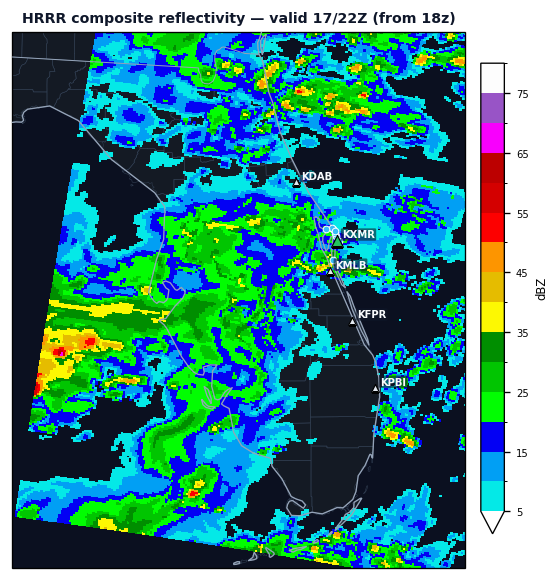 HRRR composite reflectivity — valid 17/22Z (from 18z)
KDAB
KXMR
KMLB
KFPR
KPBI
75
65
55
45
35
25
15
5
dBZ